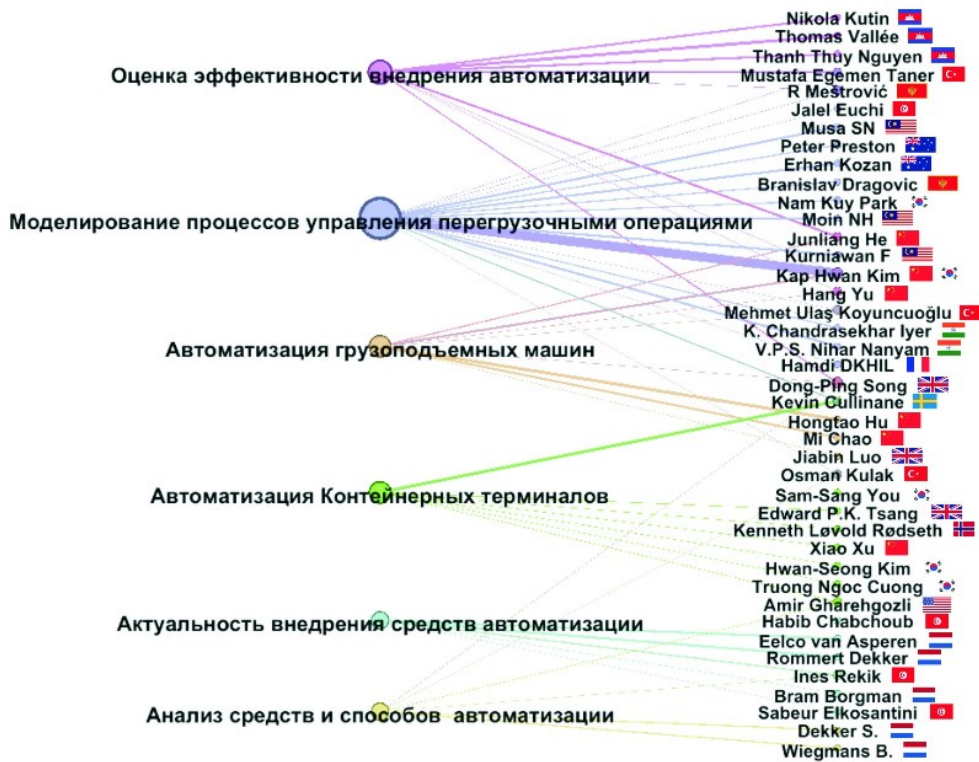 Оценка эффективности внедрения автоматизации
Моделирование процессов управления перегрузочными операциями
Автоматизация грузоподъемных машин
Автоматизация Контейнерных терминалов
Актуальность внедрения средств автоматизации
Анализ средств и способов автоматизации
Nikola Kutin
Thomas Vallée
Thanh Thuy Nguyen
Mustafa Egemen Taner
R Mestrović
Jalel Euchi
Musa SN
Peter Preston
Erhan Kozan
Branislav Dragovic
Nam Kuy Park
Moin NH
Junliang He
Kurniawan F
Kap Hwan Kim
Hang Yu
Mehmet Ulaş Koyuncuoğlu
K. Chandrasekhar Iyer
V.P.S. Nihar Nanyam
Hamdi DKHIL
Dong-Ping Song
Kevin Cullinane
Hongtao Hu
Mi Chao
Jiabin Luo
Osman Kulak
Sam-Sang You
Edward P.K. Tsang
Kenneth Løvold Rødseth
Xiao Xu
Hwan-Seong Kim
Truong Ngoc Cuong
Amir Gharehgozli
Habib Chabchoub
Eelco van Asperen
Rommert Dekker
Ines Rekik
Bram Borgman
Sabeur Elkosantini
Dekker S.
Wiegmans B.